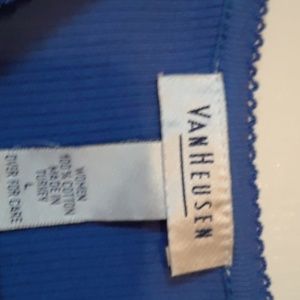 VANHEUSEN
WOMEN
100% COTTON
MADE IN
TURKEY
L
OVER FOR CARE